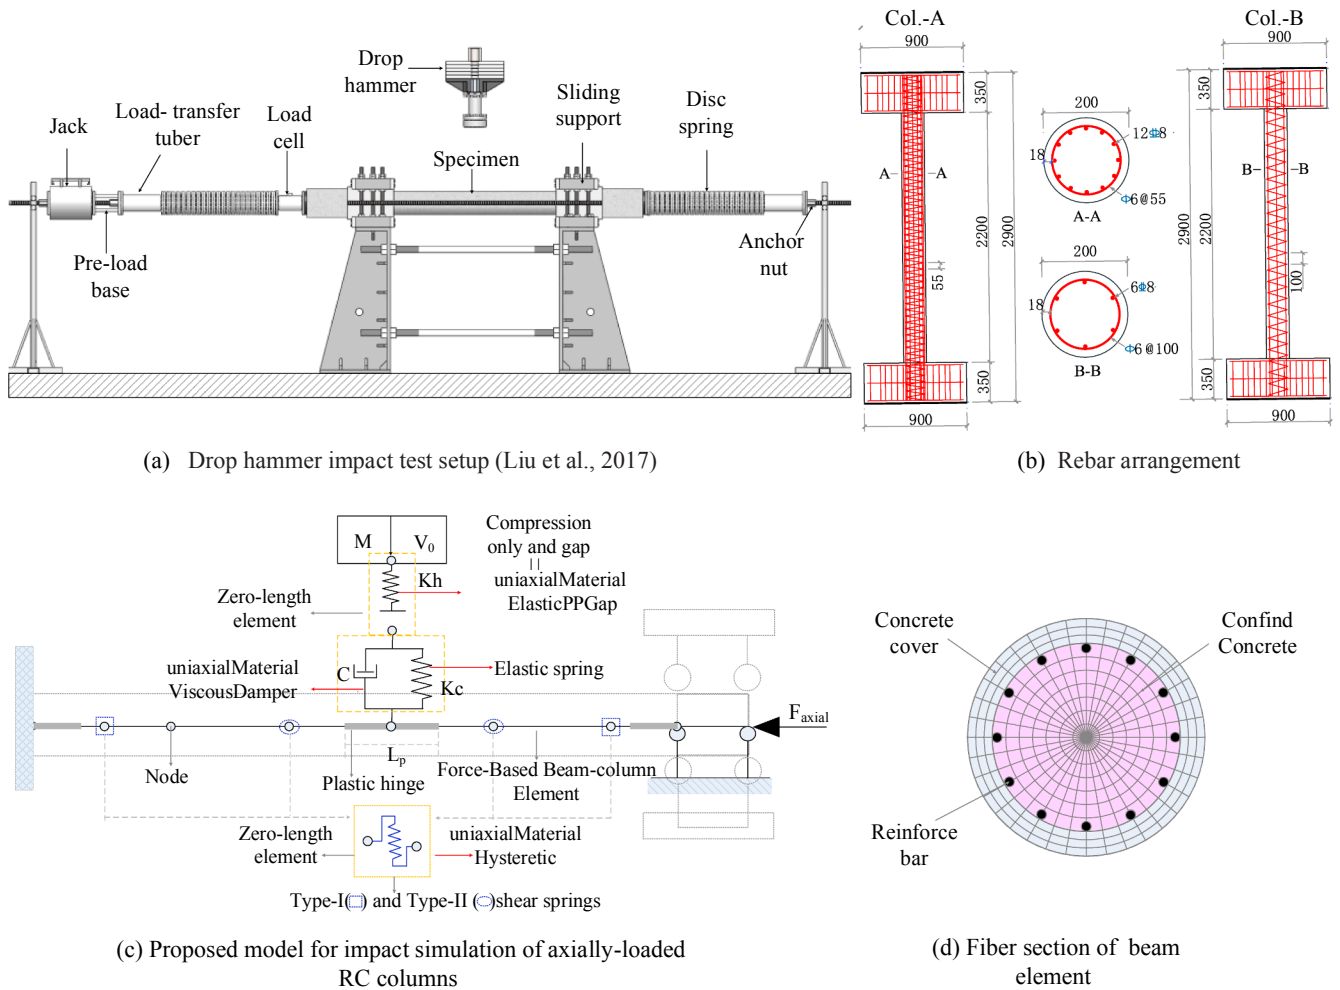 Drop
hammer
Jack
Load- transfer
tuber
Load
cell
Specimen
Sliding
support
Disc
spring
Pre-load
base
Anchor
nut
(a) Drop hammer impact test setup (Liu et al., 2017)
Col.-A
900
350
2200
2900
A
A
55
350
900
200
12Φ8
18
Φ6@55
A-A
200
6Φ8
18
Φ6@100
B-B
Col.-B
900
350
2900
2200
B
B
100
350
900
(b) Rebar arrangement
M V0
Compression
only and gap
=
uniaxialMaterial
ElasticPPGap
Kh
Zero-length
element
uniaxialMaterial
ViscousDamper
C
Kc
Elastic spring
Faxial
Node
Lp
Plastic hinge
Force-Based Beam-column
Element
Zero-length
element
uniaxialMaterial
Hysteretic
Type-I( ) and Type-II ( )shear springs
(c) Proposed model for impact simulation of axially-loaded
RC columns
Concrete
cover
Confind
Concrete
Reinforce
bar
(d) Fiber section of beam
element